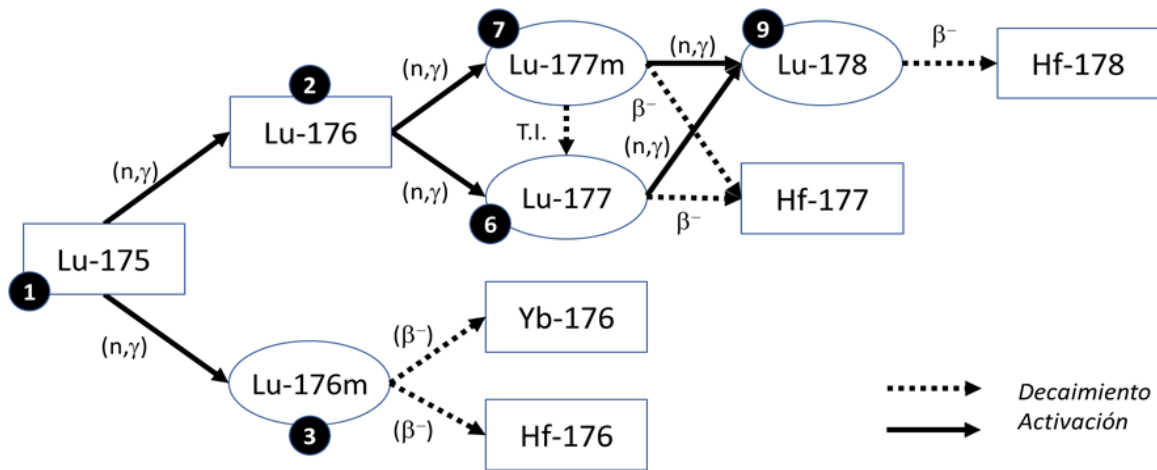 7
9
(n,γ)
β⁻
Lu-177m
Lu-178
Hf-178
2
(n,γ)
β⁻
Lu-176
T.I.
(n,γ)
(n,γ)
(n,γ)
Lu-177
Hf-177
6
β⁻
Lu-175
1
Yb-176
(n,γ)
(β⁻)
Lu-176m
(β⁻)
Decaimiento
Activación
3
Hf-176